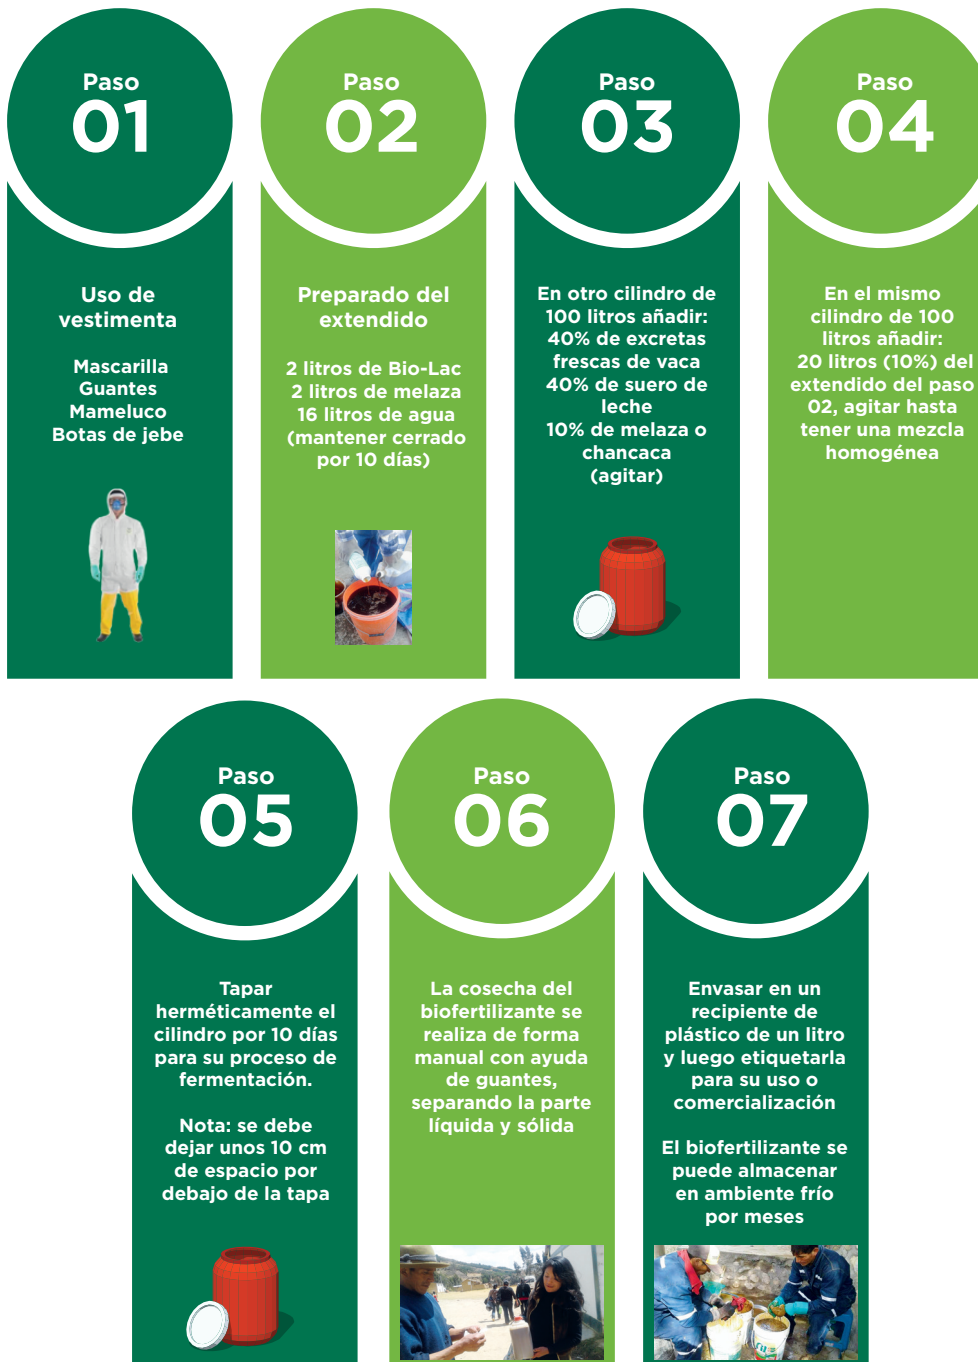 Paso
01
Uso de
vestimenta
Mascarilla
Guantes
Mameluco
Botas de jebe
Paso
02
Preparado del
extendido
2 litros de Bio-Lac
2 litros de melaza
16 litros de agua
(mantener cerrado
por 10 días)
Paso
03
En otro cilindro de
100 litros añadir:
40% de excretas
frescas de vaca
40% de suero de
leche
10% de melaza o
chancaca
(agitar)
Paso
04
En el mismo
cilindro de 100
litros añadir:
20 litros (10%) del
extendido del paso
02, agitar hasta
tener una mezcla
homogénea
Paso
05
Tapar
herméticamente el
cilindro por 10 días
para su proceso de
fermentación.
Nota: se debe
dejar unos 10 cm
de espacio por
debajo de la tapa
Paso
06
La cosecha del
biofertilizante se
realiza de forma
manual con ayuda
de guantes,
separando la parte
líquida y sólida
Paso
07
Envasar en un
recipiente de
plástico de un litro
y luego etiquetarla
para su uso o
comercialización
El biofertilizante se
puede almacenar
en ambiente frío
por meses